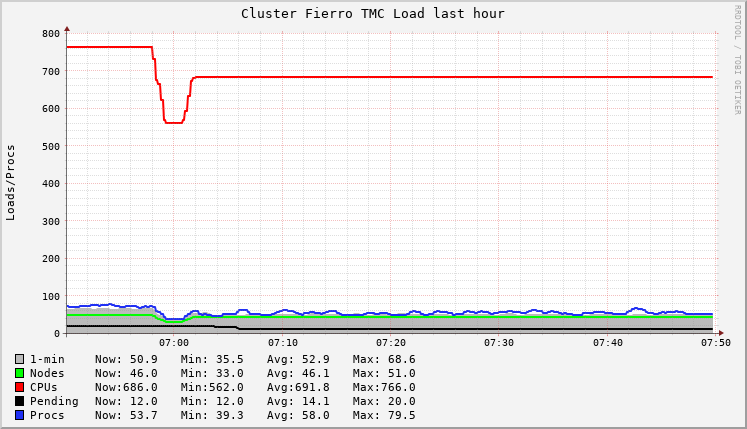 Cluster Fierro TMC Load last hour
RRDTOOL / TOBI OETIKER
Loads/Procs
800
700
600
500
400
300
200
100
0
07:00 07:10 07:20 07:30 07:40 07:50
1-min Now: 50.9 Min: 35.5 Avg: 52.9 Max: 68.6
Nodes Now: 46.0 Min: 33.0 Avg: 46.1 Max: 51.0
CPUs Now:686.0 Min:562.0 Avg:691.8 Max:766.0
Pending Now: 12.0 Min: 12.0 Avg: 14.1 Max: 20.0
Procs Now: 53.7 Min: 39.3 Avg: 58.0 Max: 79.5